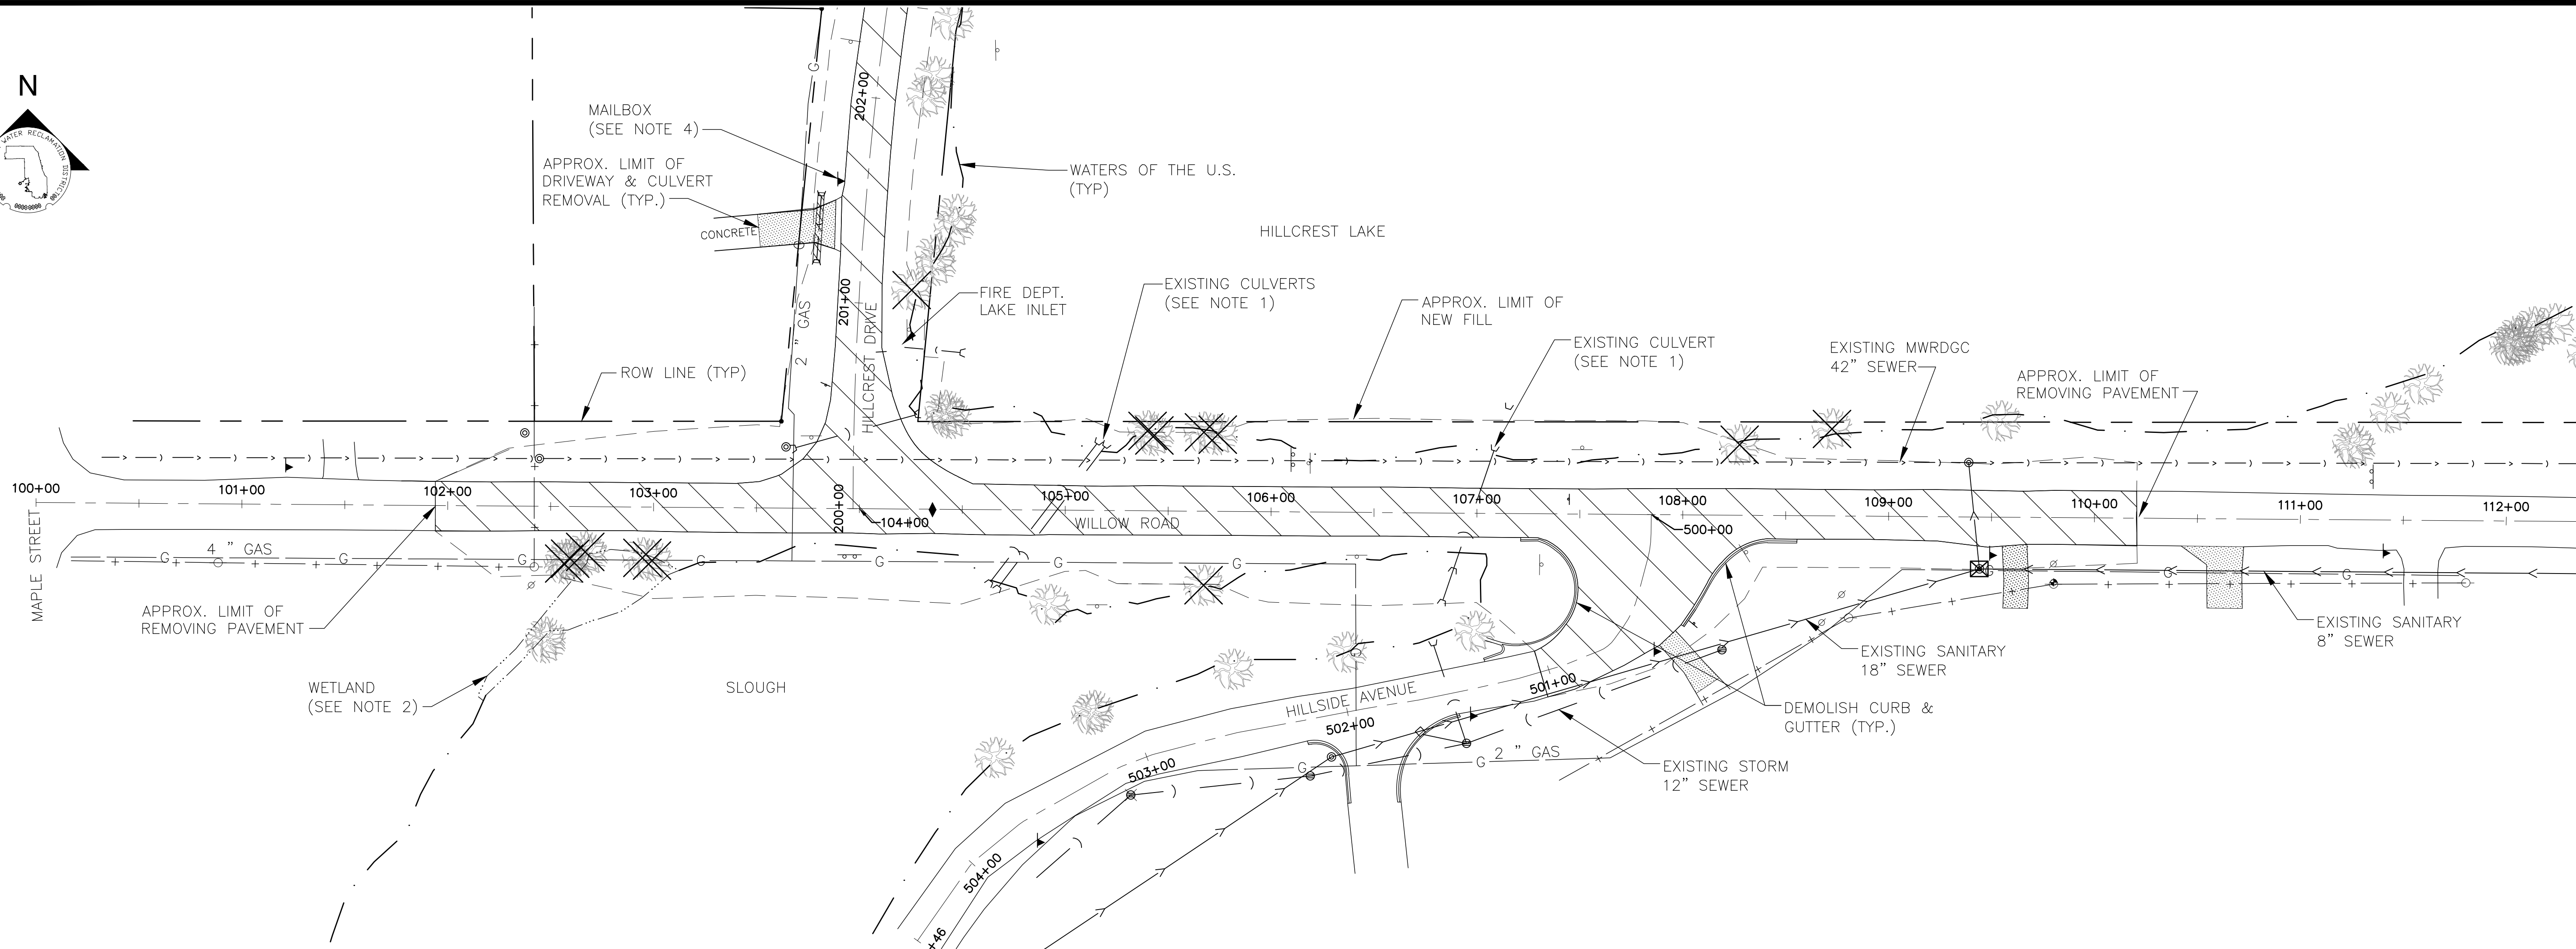 N
WATER RECLAMATION DISTRICT
MAILBOX
(SEE NOTE 4)
APPROX. LIMIT OF
DRIVEWAY & CULVERT
REMOVAL (TYP.)
CONCRETE
G
202+00
WATERS OF THE U.S.
(TYP)
HILLCREST LAKE
FIRE DEPT.
LAKE INLET
EXISTING CULVERTS
(SEE NOTE 1)
APPROX. LIMIT OF
NEW FILL
EXISTING CULVERT
(SEE NOTE 1)
EXISTING MWRDGC
42" SEWER
APPROX. LIMIT OF
REMOVING PAVEMENT
ROW LINE (TYP)
2 " GAS
201+00
HILLCREST DRIVE
200+00
100+00
101+00
102+00
103+00
104+00
105+00
106+00
107+00
108+00
109+00
110+00
111+00
112+00
WILLOW ROAD
500+00
MAPLE STREET
4 " GAS
G
G
G
G
G
G
G
G
G
G
APPROX. LIMIT OF
REMOVING PAVEMENT
WETLAND
(SEE NOTE 2)
SLOUGH
HILLSIDE AVENUE
501+00
502+00
503+00
504+00
+46
2 " GAS
G
G
EXISTING SANITARY
8" SEWER
EXISTING SANITARY
18" SEWER
DEMOLISH CURB &
GUTTER (TYP.)
EXISTING STORM
12" SEWER